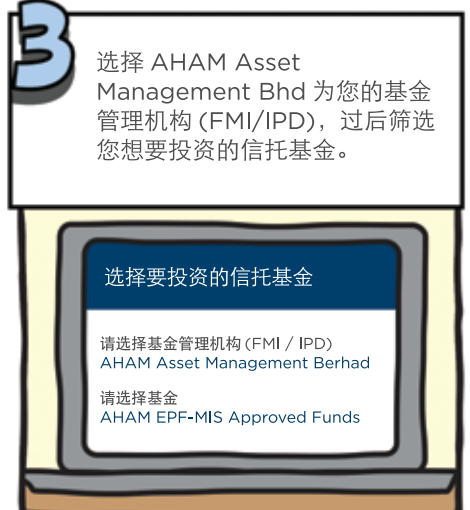 3
选择 AHAM Asset
Management Bhd 为您的基金
管理机构 (FMI/IPD)，过后筛选
您想要投资的信托基金。
选择要投资的信托基金
请选择基金管理机构 (FMI / IPD)
AHAM Asset Management Berhad
请选择基金
AHAM EPF-MIS Approved Funds